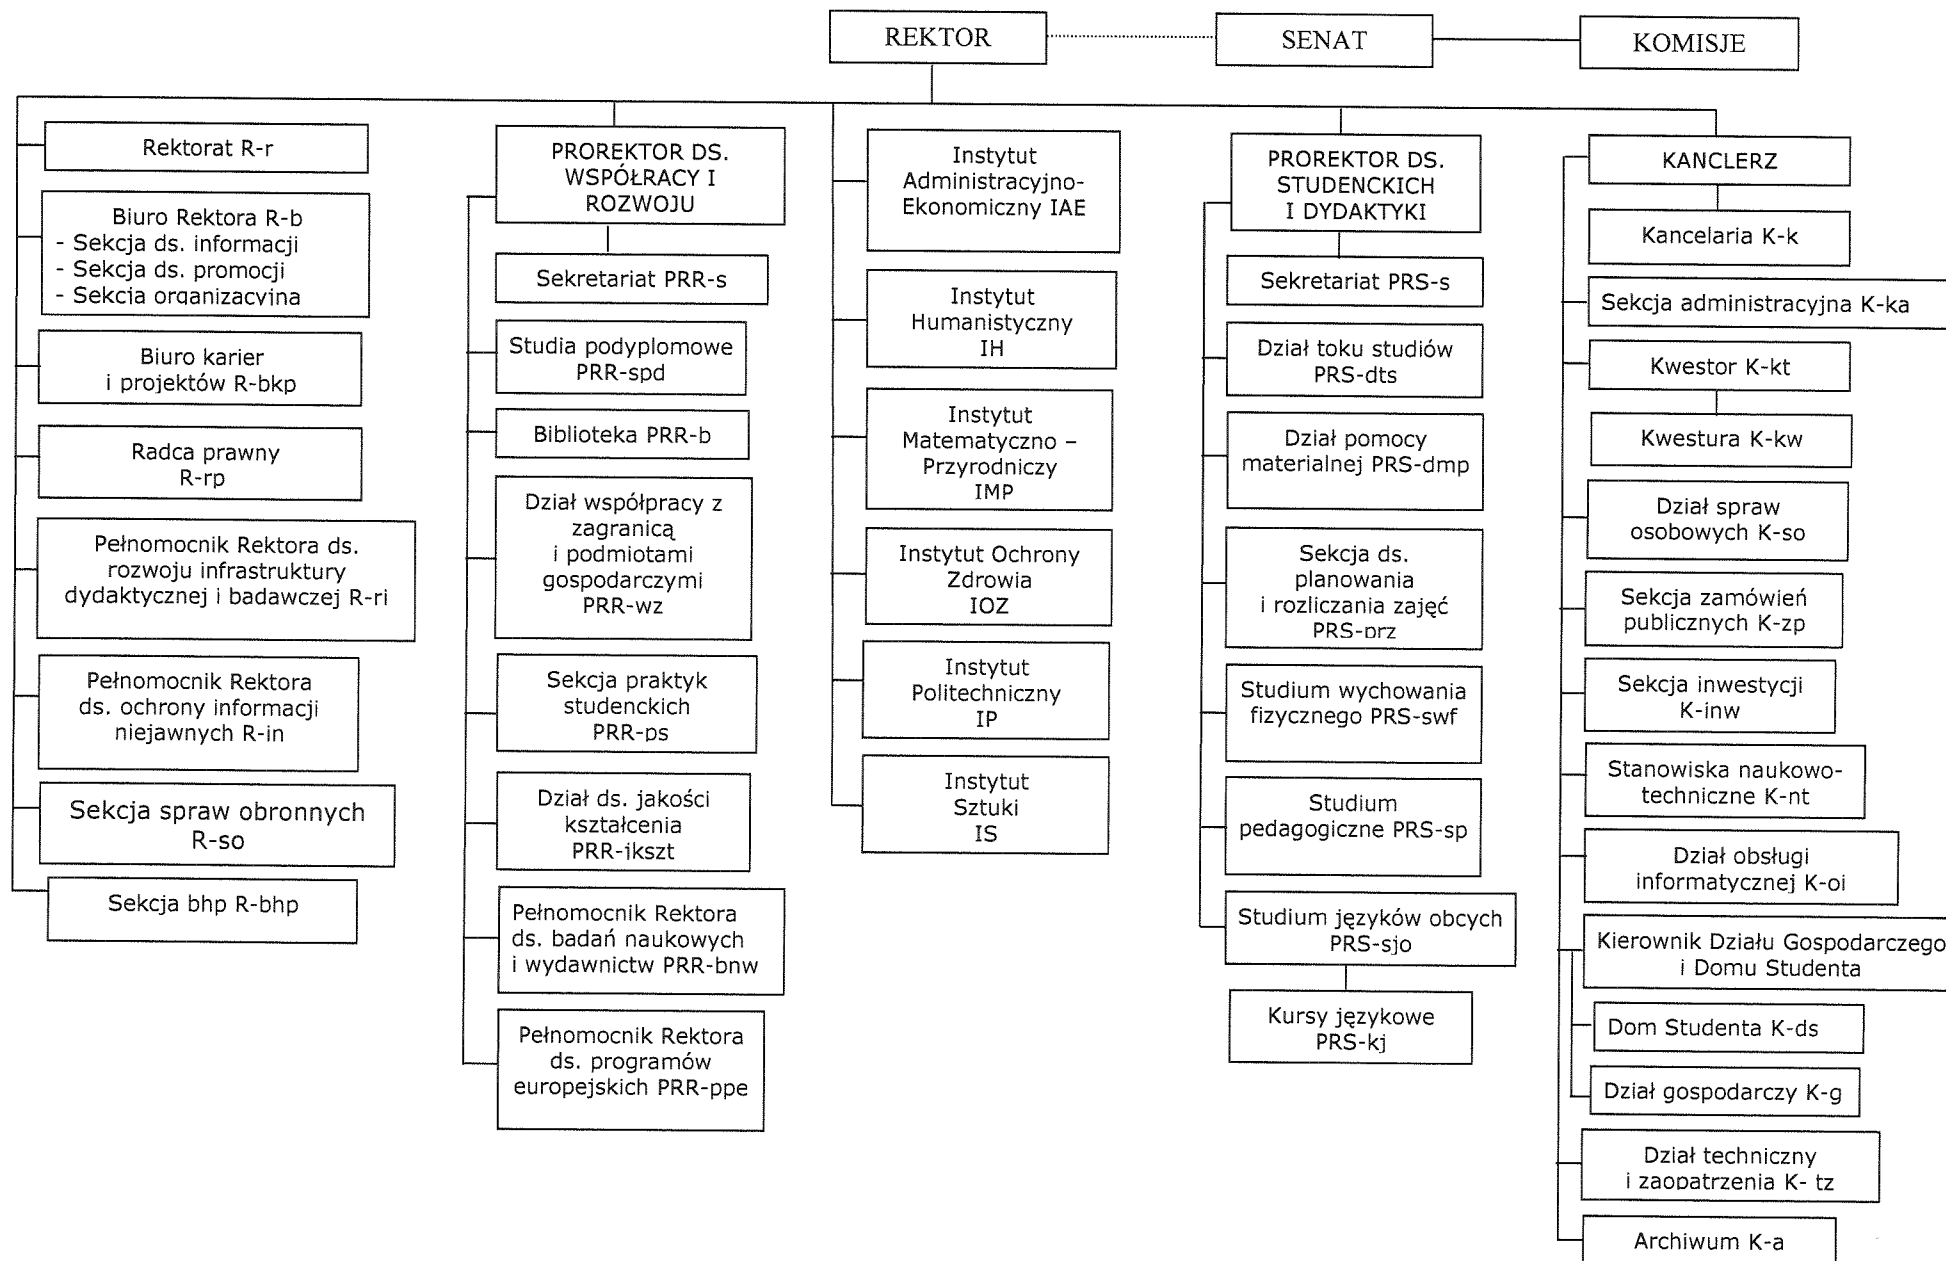 REKTOR
SENAT
KOMISJE
Rektorat R-r
Biuro Rektora R-b
- Sekcja ds. informacji
- Sekcja ds. promocji
- Sekcja organizacyjna
Biuro karier
i projektów R-bkp
Radca prawny
R-rp
Pełnomocnik Rektora ds.
rozwoju infrastruktury
dydaktycznej i badawczej R-ri
Pełnomocnik Rektora
ds. ochrony informacji
niejawnych R-in
Sekcja spraw obronnych
R-so
Sekcja bhp R-bhp
PROREKTOR DS.
WSPÓŁRACY I
ROZWOJU
Sekretariat PRR-s
Studia podyplomowe
PRR-spd
Biblioteka PRR-b
Dział współpracy z
zagranicą
i podmiotami
gospodarczymi
PRR-wz
Sekcja praktyk
studenckich
PRR-ps
Dział ds. jakości
kształcenia
PRR-jkszt
Pełnomocnik Rektora
ds. badań naukowych
i wydawnictw PRR-bnw
Pełnomocnik Rektora
ds. programów
europejskich PRR-ppe
Instytut
Administracyjno-
Ekonomiczny IAE
Instytut
Humanistyczny
IH
Instytut
Matematyczno –
Przyrodniczy
IMP
Instytut Ochrony
Zdrowia
IOZ
Instytut
Politechniczny
IP
Instytut
Sztuki
IS
PROREKTOR DS.
STUDENCKICH
I DYDAKTYKI
Sekretariat PRS-s
Dział toku studiów
PRS-dts
Dział pomocy
materialnej PRS-dmp
Sekcja ds.
planowania
i rozliczania zajęć
PRS-prz
Studium wychowania
fizycznego PRS-swf
Studium
pedagogiczne PRS-sp
Studium języków obcych
PRS-sjo
Kursy językowe
PRS-kj
KANCLERZ
Kancelaria K-k
Sekcja administracyjna K-ka
Kwestor K-kt
Kwestura K-kw
Dział spraw
osobowych K-so
Sekcja zamówień
publicznych K-zp
Sekcja inwestycji
K-inw
Stanowiska naukowo-
techniczne K-nt
Dział obsługi
informatycznej K-oi
Kierownik Działu Gospodarczego
i Domu Studenta
Dom Studenta K-ds
Dział gospodarczy K-g
Dział techniczny
i zaopatrzenia K- tz
Archiwum K-a